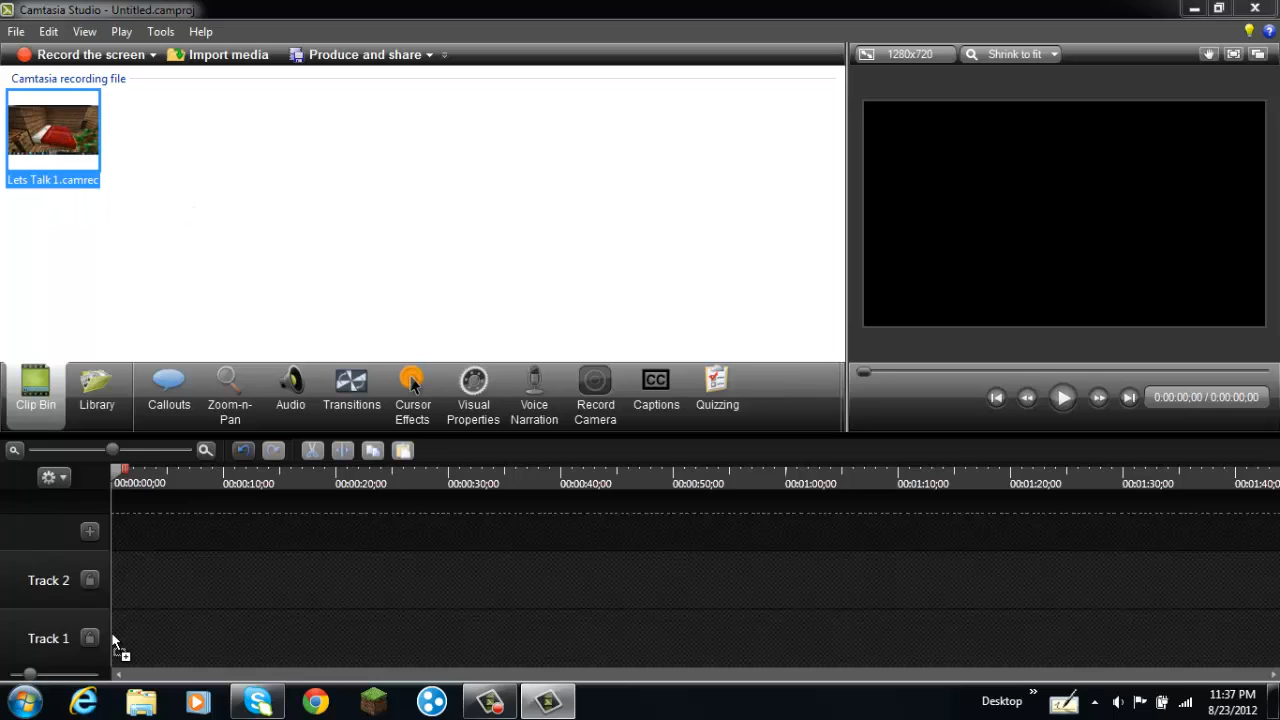 Camtasia Studio - Untitled.camproj
File Edit View Play Tools Help
Record the screen Import media Produce and share
1280x720 Shrink to fit
Camtasia recording file
Lets Talk 1.camrec
Clip Bin
Library
Callouts
Zoom-n-
Pan
Audio
Transitions
Cursor
Effects
Visual
Properties
Voice
Narration
Record
Camera
CC
Captions
Quizzing
0:00:00;00 / 0:00:00;00
00:00:00;00 00:00:10;00 00:00:20;00 00:00:30;00 00:00:40;00 00:00:50;00 00:01:00;00 00:01:10;00 00:01:20;00 00:01:30;00 00:01:40;0
Track 2
Track 1
Desktop
11:37 PM
8/23/2012